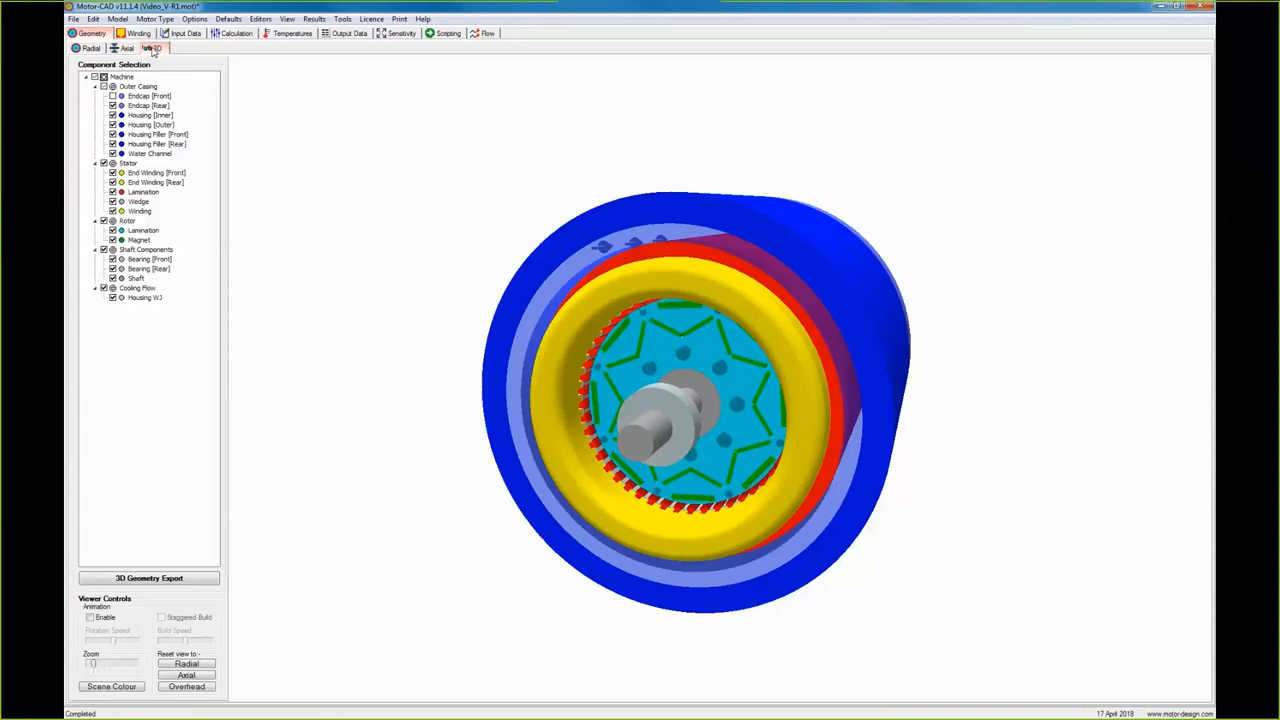 Motor-CAD v11.1.4 (Video_V-R1.mot)*
File Edit Model Motor Type Options Defaults Editors View Results Tools Licence Print Help
Geometry Winding Input Data Calculation Temperatures Output Data Sensitivity Scripting Flow
Radial Axial 3D
Component Selection
Machine
Outer Casing
Endcap [Front]
Endcap [Rear]
Housing [Inner]
Housing [Outer]
Housing Filler [Front]
Housing Filler [Rear]
Water Channel
Stator
End Winding [Front]
End Winding [Rear]
Lamination
Wedge
Winding
Rotor
Lamination
Magnet
Shaft Components
Bearing [Front]
Bearing [Rear]
Shaft
Cooling Flow
Housing WJ
3D Geometry Export
Viewer Controls
Animation
Enable Staggered Build
Rotation Speed Build Speed
Zoom Reset view to:-
Radial
Axial
Scene Colour Overhead
Completed 17 April 2018 www.motor-design.com